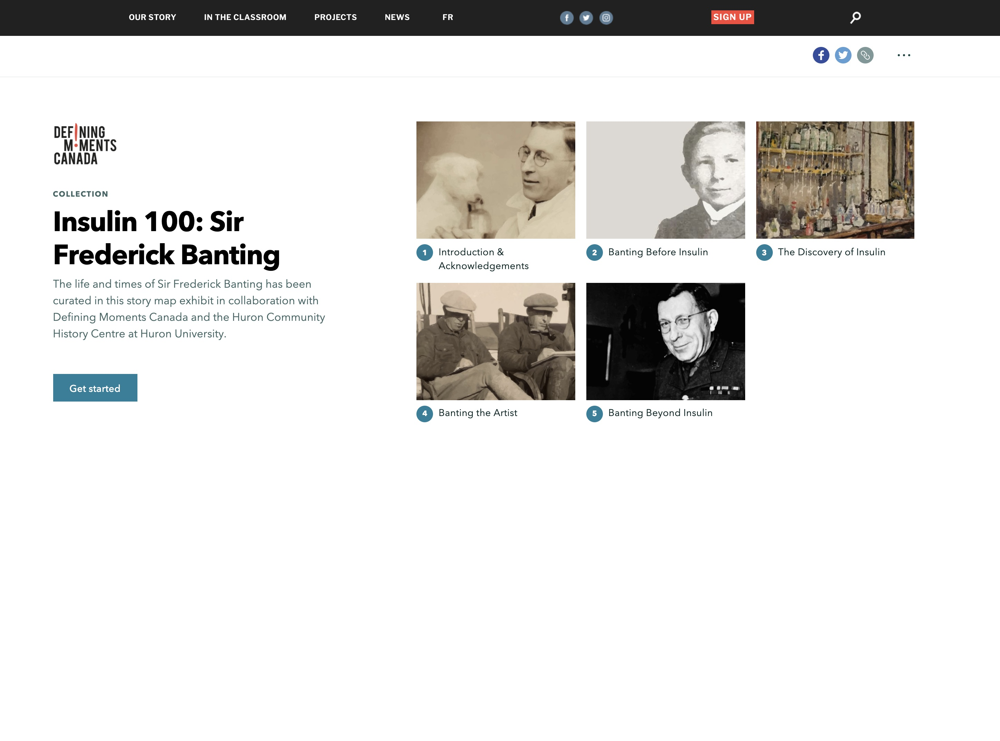 OUR STORY
IN THE CLASSROOM
PROJECTS
NEWS
FR
SIGN UP
DEF!NING
MOMENTS
CANADA
COLLECTION
Insulin 100: Sir
Frederick Banting
The life and times of Sir Frederick Banting has been
curated in this story map exhibit in collaboration with
Defining Moments Canada and the Huron Community
History Centre at Huron University.
Get started
1 Introduction &
Acknowledgements
2 Banting Before Insulin
3 The Discovery of Insulin
4 Banting the Artist
5 Banting Beyond Insulin